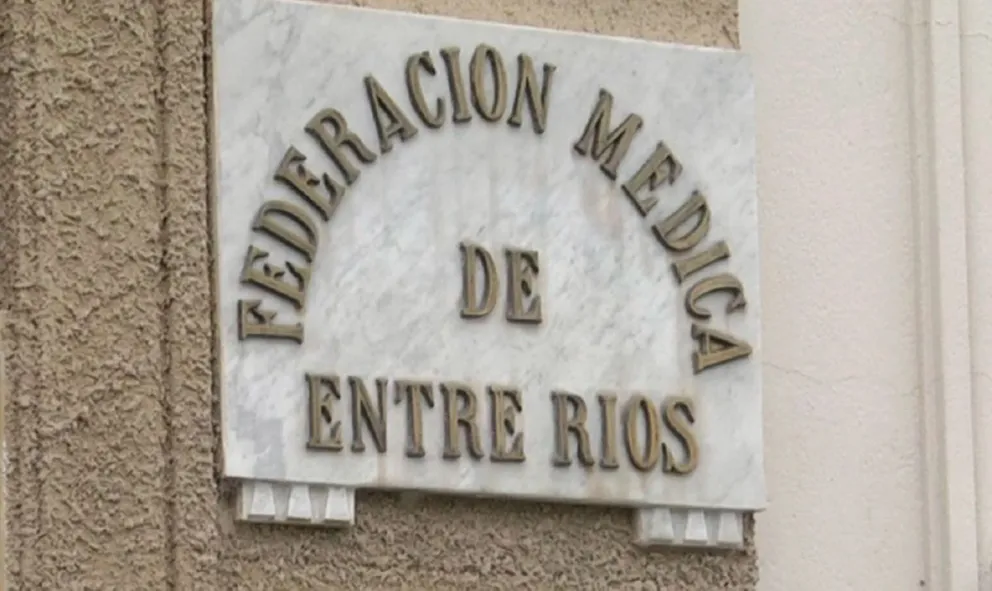 FEDERACION MEDICA
DE
ENTRE RIOS